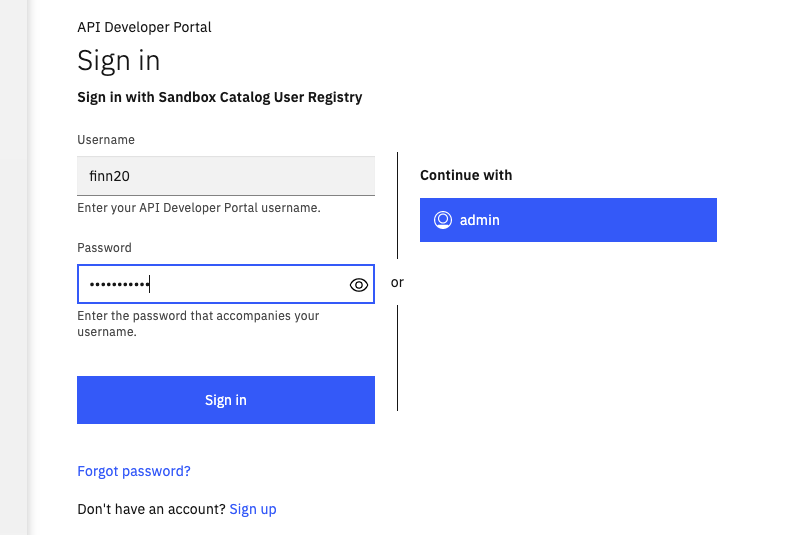 API Developer Portal
Sign in
Sign in with Sandbox Catalog User Registry
Username
finn20
Enter your API Developer Portal username.
Password
•••••••••••
Enter the password that accompanies your
username.
Sign in
or
Continue with
admin
Forgot password?
Don't have an account? Sign up